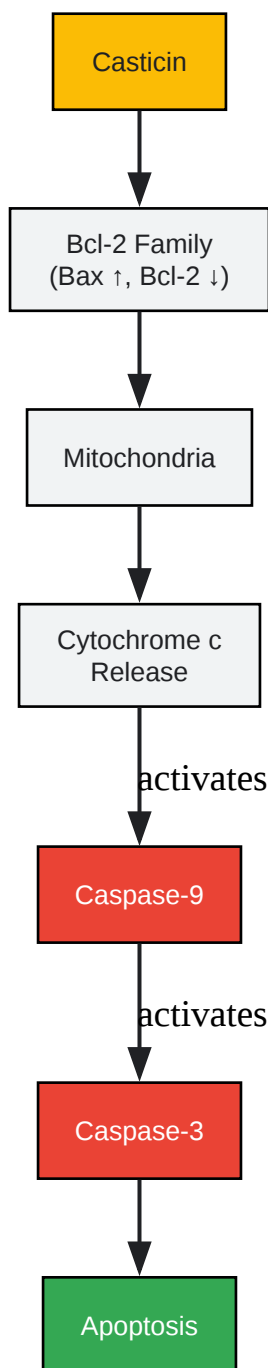 Casticin
Bcl-2 Family
(Bax ↑, Bcl-2 ↓)
Mitochondria
Cytochrome c
Release
activates
Caspase-9
activates
Caspase-3
Apoptosis